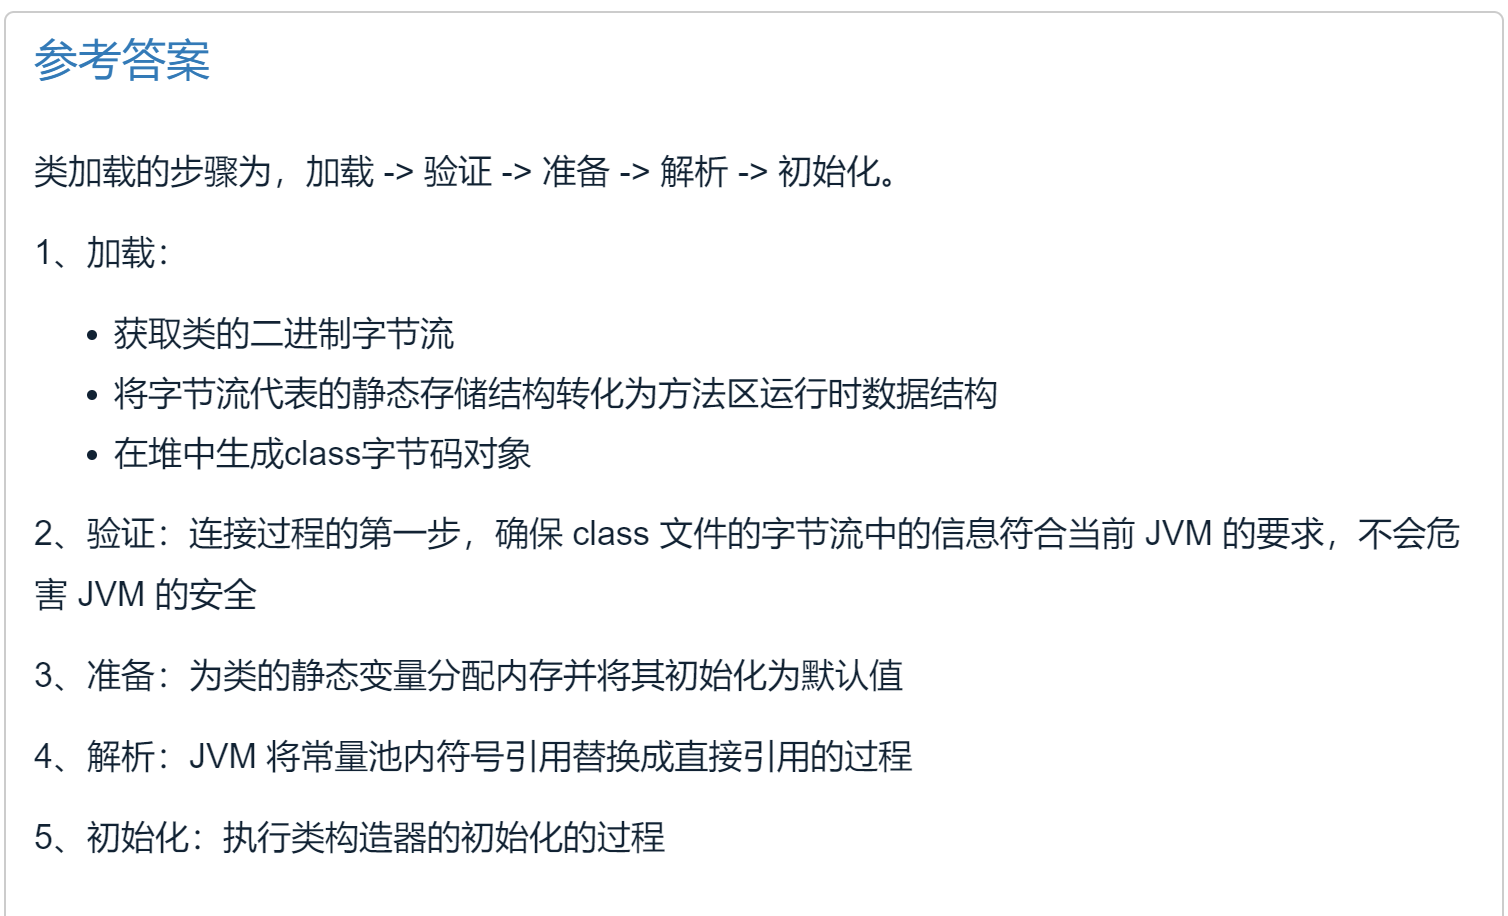 参考答案
类加载的步骤为，加载 -> 验证 -> 准备 -> 解析 -> 初始化。
1、加载：
• 获取类的二进制字节流
• 将字节流代表的静态存储结构转化为方法区运行时数据结构
• 在堆中生成class字节码对象
2、验证：连接过程的第一步，确保 class 文件的字节流中的信息符合当前 JVM 的要求，不会危
害 JVM 的安全
3、准备：为类的静态变量分配内存并将其初始化为默认值
4、解析：JVM 将常量池内符号引用替换成直接引用的过程
5、初始化：执行类构造器的初始化的过程